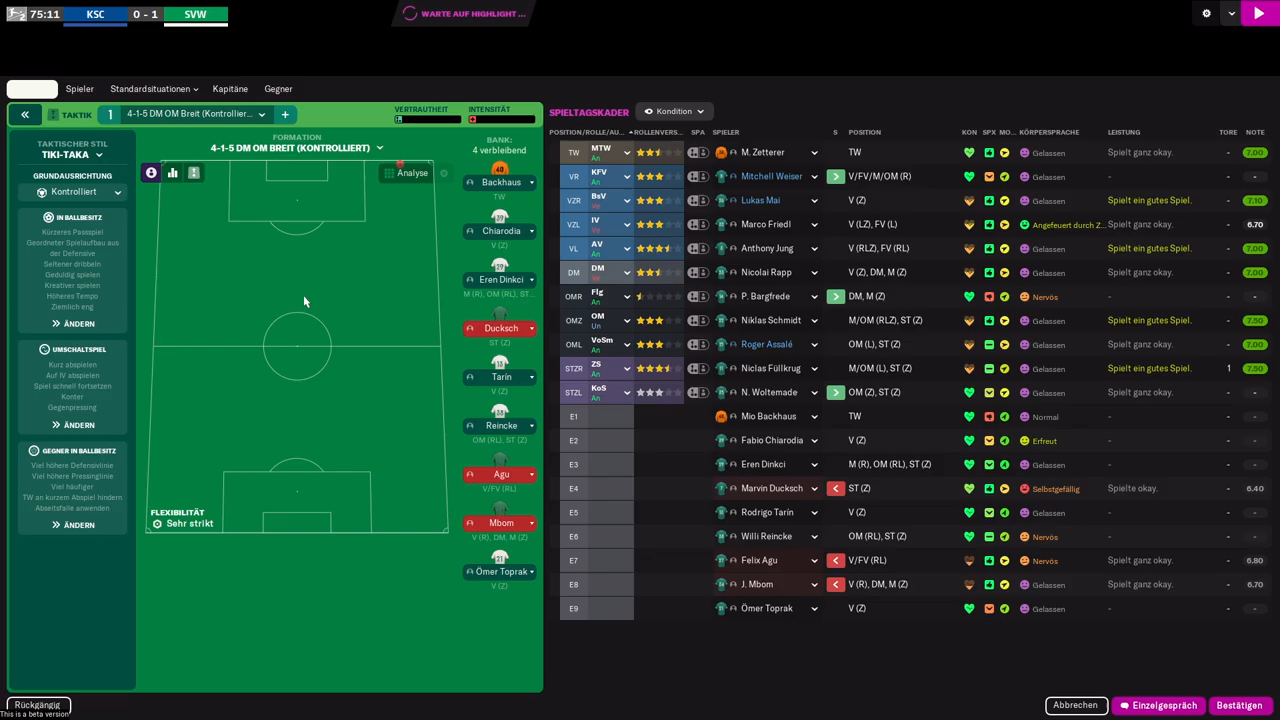 75:11 KSC 0 - 1 SVW
WARTE AUF HIGHLIGHT ...
Spieler Standardsituationen Kapitäne Gegner
TAKTIK 1 4-1-5 DM OM Breit (Kontrollier... +
VERTRAUTHEIT INTENSITÄT
TAKTISCHER STIL
TIKI-TAKA
GRUNDAUSRICHTUNG
Kontrolliert
IN BALLBESITZ
Kürzeres Passspiel
Geordneter Spielaufbau aus
der Defensive
Seltener dribbeln
Geduldig spielen
Kreativer spielen
Höheres Tempo
Ziemlich eng
ÄNDERN
UMSCHALTSPIEL
Kurz abspielen
Auf IV abspielen
Spiel schnell fortsetzen
Konter
Gegenpressing
ÄNDERN
GEGNER IN BALLBESITZ
Viel höhere Defensivlinie
Viel höhere Pressinglinie
Viel häufiger
TW an kurzem Abspiel hindern
Abseitsfalle anwenden
ÄNDERN
FORMATION
4-1-5 DM OM BREIT (KONTROLLIERT)
Analyse
FLEXIBILITÄT
Sehr strikt
BANK:
4 verbleibend
40
Backhaus
TW
39
Chiarodia
V (Z)
29
Eren Dinkci
M (R), OM (RL), ST...
Ducksch
ST (Z)
Tarín
V (Z)
Reincke
OM (RL), ST (Z)
Agu
V/FV (RL)
Mbom
V (R), DM, M (Z)
21
Ömer Toprak
V (Z)
SPIELTAGSKADER Kondition
POSITION/ROLLE/AU... ROLLENVERS... SPA SPIELER S POSITION KON SPX MO... KÖRPERSPRACHE LEISTUNG TORE NOTE
TW MTW An M. Zetterer TW Gelassen Spielt ganz okay. - 7.00
VR KFV An Mitchell Weiser V/FV/M/OM (R) Gelassen - - -
VZR BsV Ve Lukas Mai V (Z) Gelassen Spielt ein gutes Spiel. - 7.10
VZL IV Ve Marco Friedl V (LZ), FV (L) Angefeuert durch Z... Spielt ganz okay. - 6.70
VL AV An Anthony Jung V (RLZ), FV (RL) Gelassen Spielt ein gutes Spiel. - 7.00
DM DM Ve Nicolai Rapp V (Z), DM, M (Z) Gelassen Spielt ganz okay. - 7.00
OMR Flg An P. Bargfrede DM, M (Z) Nervös - - -
OMZ OM Un Niklas Schmidt M/OM (RLZ), ST (Z) Gelassen Spielt ein gutes Spiel. - 7.50
OML VoSm An Roger Assalé OM (L), ST (Z) Gelassen Spielt ein gutes Spiel. - 7.00
STZR ZS An Niclas Füllkrug M/OM (L), ST (Z) Gelassen Spielt ein gutes Spiel. 1 7.50
STZL KoS An N. Woltemade OM (Z), ST (Z) Gelassen - - -
E1 Mio Backhaus TW Normal - - -
E2 Fabio Chiarodia V (Z) Erfreut - - -
E3 Eren Dinkci M (R), OM (RL), ST (Z) Gelassen - - -
E4 Marvin Ducksch ST (Z) Selbstgefällig Spielte okay. - 6.40
E5 Rodrigo Tarín V (Z) Gelassen - - -
E6 Willi Reincke OM (RL), ST (Z) Nervös - - -
E7 Felix Agu V/FV (RL) Nervös Spielt ganz okay. - 6.80
E8 J. Mbom V (R), DM, M (Z) Gelassen Spielt ganz okay. - 6.70
E9 Ömer Toprak V (Z) Gelassen - - -
Rückgängig
This is a beta version
Abbrechen Einzelgespräch Bestätigen